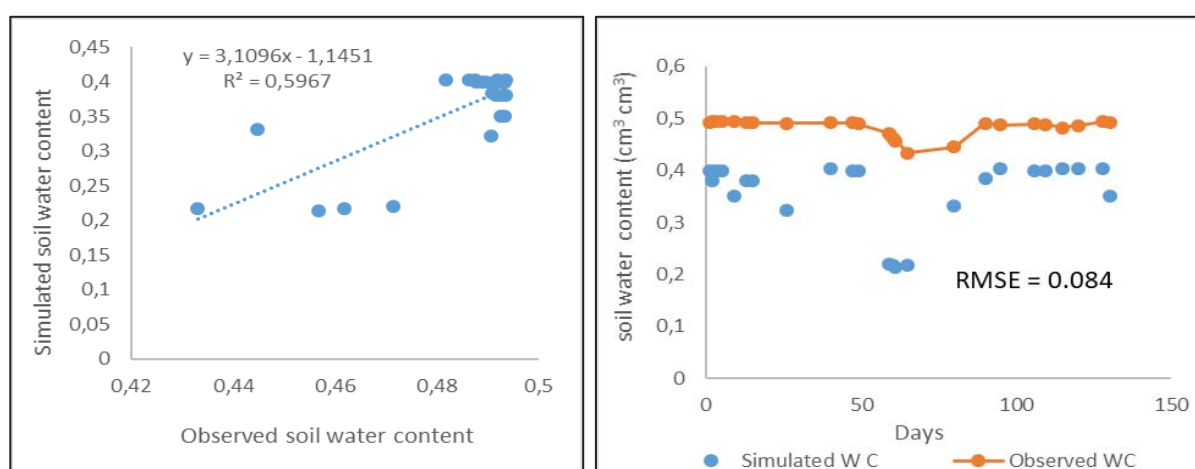 y = 3,1096x - 1,1451
R² = 0,5967
0,45
0,4
0,35
0,3
0,25
0,2
0,15
0,1
0,05
0
Simulated soil water content
0,42 0,44 0,46 0,48 0,5
Observed soil water content
0,6
0,5
0,4
0,3
0,2
0,1
0
soil water content (cm³ cm³)
RMSE = 0.084
0 50 100 150
Days
Simulated W C Observed WC